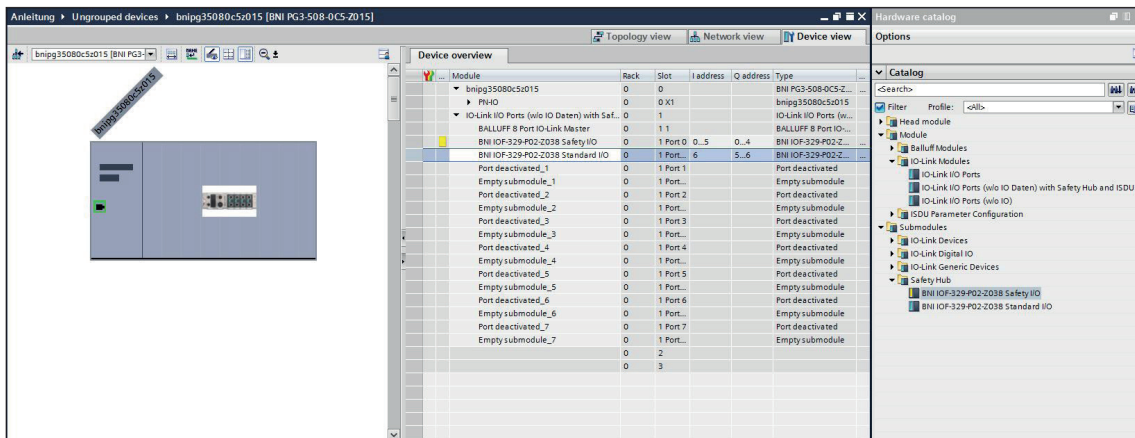 Anleitung ▸ Ungrouped devices ▸ bnipg35080c5z015 [BNI PG3-508-0C5-Z015]
Topology view Network view Device view
bnipg35080c5z015 [BNI PG3-
bnipg35080c5z015
Device overview
... Module Rack Slot I address Q address Type ...
bnipg35080c5z015 0 0 BNI PG3-508-0C5-Z... ...
PN-IO 0 0 X1 bnipg35080c5z015
IO-Link I/O Ports (w/o IO Daten) with Saf... 0 1 IO-Link I/O Ports (w...
BALLUFF 8 Port IO-Link Master 0 1 1 BALLUFF 8 Port IO-...
BNI IOF-329-P02-Z038 Safety I/O 0 1 Port 0 0...5 0...4 BNI IOF-329-P02-Z... ...
BNI IOF-329-P02-Z038 Standard I/O 0 1 Port... 6 5...6 BNI IOF-329-P02-Z... ...
Port deactivated_1 0 1 Port 1 Port deactivated
Empty submodule_1 0 1 Port... Empty submodule
Port deactivated_2 0 1 Port 2 Port deactivated
Empty submodule_2 0 1 Port... Empty submodule
Port deactivated_3 0 1 Port 3 Port deactivated
Empty submodule_3 0 1 Port... Empty submodule
Port deactivated_4 0 1 Port 4 Port deactivated
Empty submodule_4 0 1 Port... Empty submodule
Port deactivated_5 0 1 Port 5 Port deactivated
Empty submodule_5 0 1 Port... Empty submodule
Port deactivated_6 0 1 Port 6 Port deactivated
Empty submodule_6 0 1 Port... Empty submodule
Port deactivated_7 0 1 Port 7 Port deactivated
Empty submodule_7 0 1 Port... Empty submodule
0 2
0 3
Hardware catalog
Options
Catalog
<Search>
Filter Profile: <All>
Head module
Module
Balluff Modules
IO-Link Modules
IO-Link I/O Ports
IO-Link I/O Ports (w/o IO Daten) with Safety Hub and ISDU
IO-Link I/O Ports (w/o IO)
ISDU Parameter Configuration
Submodules
IO-Link Devices
IO-Link Digital IO
IO-Link Generic Devices
Safety Hub
BNI IOF-329-P02-Z038 Safety I/O
BNI IOF-329-P02-Z038 Standard I/O